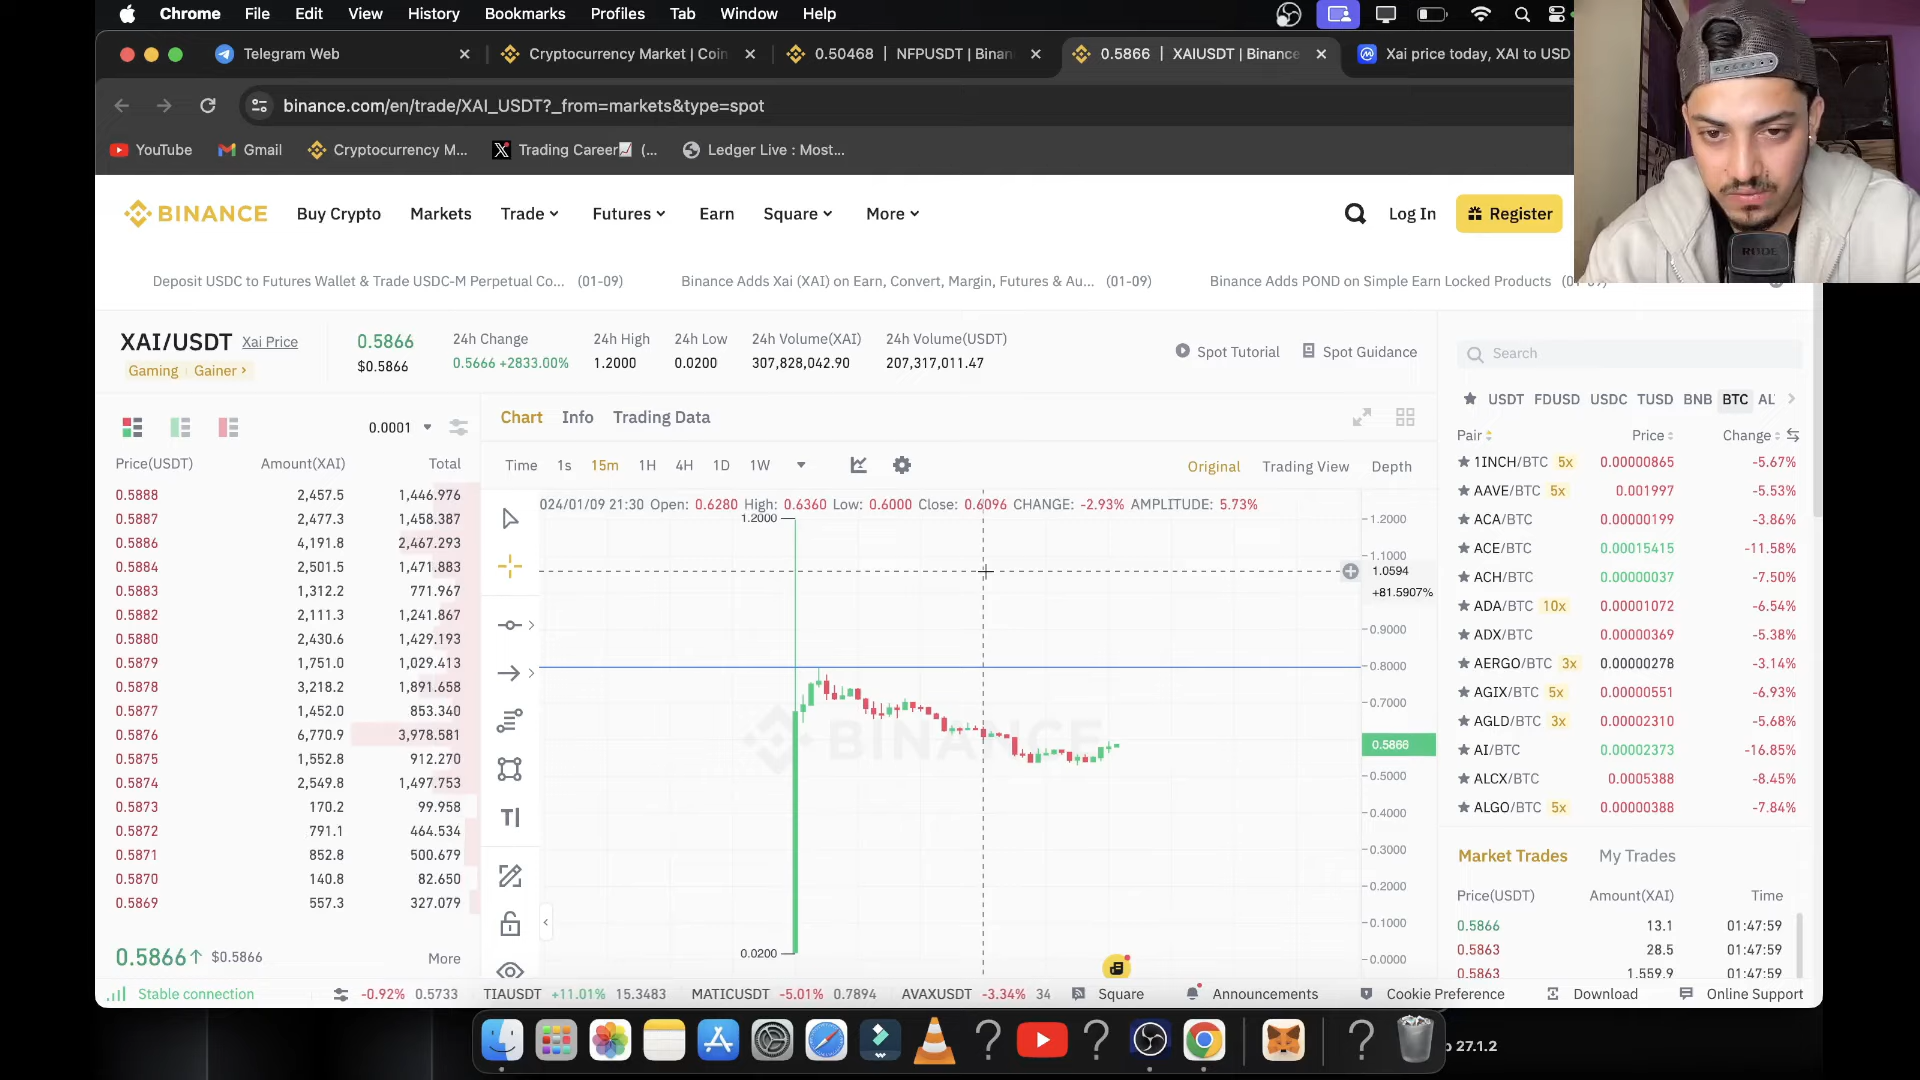 Chrome File Edit View History Bookmarks Profiles Tab Window Help
Telegram Web
Cryptocurrency Market | Coin
0.50468 | NFPUSDT | Binan
0.5866 | XAIUSDT | Binance
Xai price today, XAI to USD
binance.com/en/trade/XAI_USDT?_from=markets&type=spot
YouTube Gmail Cryptocurrency M... Trading Career📈 (... Ledger Live : Most...
BINANCE Buy Crypto Markets Trade Futures Earn Square More Log In Register
Deposit USDC to Futures Wallet & Trade USDC-M Perpetual Co... (01-09) Binance Adds Xai (XAI) on Earn, Convert, Margin, Futures & Au... (01-09) Binance Adds POND on Simple Earn Locked Products
XAI/USDT Xai Price
Gaming Gainer
0.5866
$0.5866
24h Change
0.5666 +2833.00%
24h High
1.2000
24h Low
0.0200
24h Volume(XAI)
307,828,042.90
24h Volume(USDT)
207,317,011.47
Spot Tutorial Spot Guidance
0.0001
Price(USDT) Amount(XAI) Total
0.5888 2,457.5 1,446.976
0.5887 2,477.3 1,458.387
0.5886 4,191.8 2,467.293
0.5884 2,501.5 1,471.883
0.5883 1,312.2 771.967
0.5882 2,111.3 1,241.867
0.5880 2,430.6 1,429.193
0.5879 1,751.0 1,029.413
0.5878 3,218.2 1,891.658
0.5877 1,452.0 853.340
0.5876 6,770.9 3,978.581
0.5875 1,552.8 912.270
0.5874 2,549.8 1,497.753
0.5873 170.2 99.958
0.5872 791.1 464.534
0.5871 852.8 500.679
0.5870 140.8 82.650
0.5869 557.3 327.079
0.5866↑ $0.5866 More
Chart Info Trading Data
Time 1s 15m 1H 4H 1D 1W
Original Trading View Depth
024/01/09 21:30 Open: 0.6280 High: 0.6360 Low: 0.6000 Close: 0.6096 CHANGE: -2.93% AMPLITUDE: 5.73%
1.2000
0.0200
BINANCE
1.2000
1.1000
1.0594
+81.5907%
0.9000
0.8000
0.7000
0.5866
0.5000
0.4000
0.3000
0.2000
0.1000
0.0000
Search
USDT FDUSD USDC TUSD BNB BTC AL
Pair Price Change
1INCH/BTC 5x 0.00000865 -5.67%
AAVE/BTC 5x 0.001997 -5.53%
ACA/BTC 0.00000199 -3.86%
ACE/BTC 0.00015415 -11.58%
ACH/BTC 0.00000037 -7.50%
ADA/BTC 10x 0.00001072 -6.54%
ADX/BTC 0.00000369 -5.38%
AERGO/BTC 3x 0.00000278 -3.14%
AGIX/BTC 5x 0.00000551 -6.93%
AGLD/BTC 3x 0.00002310 -5.68%
AI/BTC 0.00002373 -16.85%
ALCX/BTC 0.0005388 -8.45%
ALGO/BTC 5x 0.00000388 -7.84%
Market Trades My Trades
Price(USDT) Amount(XAI) Time
0.5866 13.1 01:47:59
0.5863 28.5 01:47:59
0.5863 1,559.9 01:47:59
Stable connection -0.92% 0.5733 TIAUSDT +11.01% 15.3483 MATICUSDT -5.01% 0.7894 AVAXUSDT -3.34% 34 Square Announcements Cookie Preference Download Online Support
27.1.2
RODE